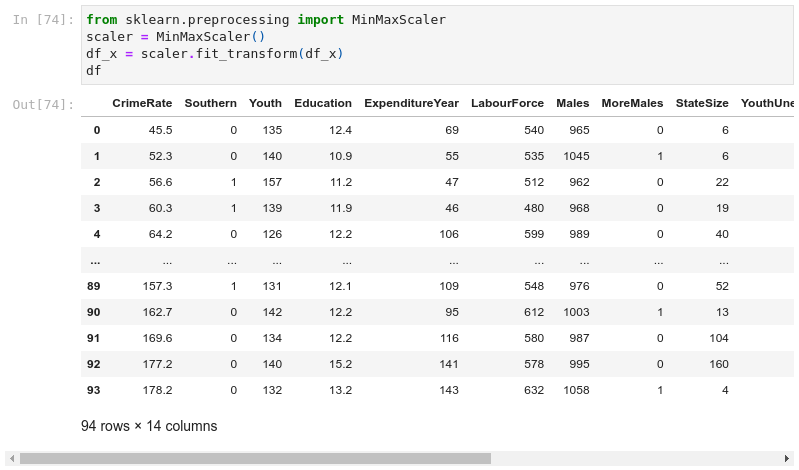 In [74]: from sklearn.preprocessing import MinMaxScaler
scaler = MinMaxScaler()
df_x = scaler.fit_transform(df_x)
df
Out[74]: CrimeRate Southern Youth Education ExpenditureYear LabourForce Males MoreMales StateSize YouthUne
0 45.5 0 135 12.4 69 540 965 0 6
1 52.3 0 140 10.9 55 535 1045 1 6
2 56.6 1 157 11.2 47 512 962 0 22
3 60.3 1 139 11.9 46 480 968 0 19
4 64.2 0 126 12.2 106 599 989 0 40
... ... ... ... ... ... ... ... ... ...
89 157.3 1 131 12.1 109 548 976 0 52
90 162.7 0 142 12.2 95 612 1003 1 13
91 169.6 0 134 12.2 116 580 987 0 104
92 177.2 0 140 15.2 141 578 995 0 160
93 178.2 0 132 13.2 143 632 1058 1 4
94 rows × 14 columns